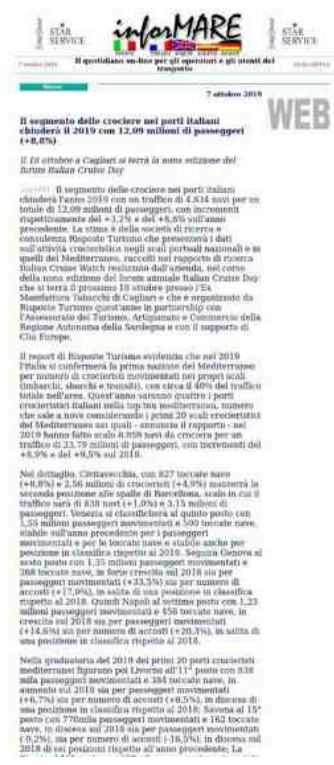 STAR
SERVICE
inforMARE
STAR
SERVICE
Il quotidiano on-line per gli operatori e gli utenti del
trasporto
7 ottobre 2019
WEB
Il segmento delle crociere nei porti italiani
chiuderà il 2019 con 12,09 milioni di passeggeri
(+8,8%)
Il 18 ottobre a Cagliari si terrà la nona edizione del
forum Italian Cruise Day
Il segmento delle crociere nei porti italiani
chiuderà l'anno 2019 con un traffico di 4.834 navi per un
totale di 12,09 milioni di passeggeri, con incrementi
rispettivamente del +3,2% e del +8,8% sull'anno
precedente. La stima è della società di ricerca e
consulenza Risposte Turismo che presenterà i dati
sull'attività crocieristica negli scali portuali nazionali e in
quelli del Mediterraneo, raccolti nel rapporto di ricerca
Italian Cruise Watch realizzato dall'azienda, nel corso
della nona edizione del forum annuale Italian Cruise Day
che si terrà il prossimo 18 ottobre presso l'Ex
Manifattura Tabacchi di Cagliari e che è organizzato da
Risposte Turismo quest'anno in partnership con
l'Assessorato del Turismo, Artigianato e Commercio della
Regione Autonoma della Sardegna e con il supporto di
Clia Europe.
Il report di Risposte Turismo evidenzia che nel 2019
l'Italia si confermerà la prima nazione del Mediterraneo
per numero di crocieristi movimentati nei propri scali
(imbarchi, sbarchi e transiti), con circa il 40% del traffico
totale nell'area. Quest'anno saranno quattro i porti
crocieristici italiani nella top ten mediterranea, numero
che sale a nove considerando i primi 20 scali crocieristici
del Mediterraneo nei quali - annuncia il rapporto - nel
2019 hanno fatto scalo 8.959 navi da crociera per un
traffico di 23,79 milioni di passeggeri, con incrementi del
+8,9% e del +9,5% sul 2018.
Nel dettaglio, Civitavecchia, con 827 toccate nave
(+8,8%) e 2,56 milioni di crocieristi (+4,9%) manterrà la
seconda posizione alle spalle di Barcellona, scalo in cui il
traffico sarà di 838 navi (+1,0%) e 3,15 milioni di
passeggeri. Venezia si classificherà al quinto posto con
1,55 milioni passeggeri movimentati e 500 toccate nave,
stabile sull'anno precedente per i passeggeri
movimentati e per le toccate nave e stabile anche per
posizione in classifica rispetto al 2018. Seguirà Genova al
sesto posto con 1,35 milioni passeggeri movimentati e
268 toccate nave, in forte crescita sul 2018 sia per
passeggeri movimentati (+33,5%) sia per numero di
accosti (+17,0%), in salita di una posizione in classifica
rispetto al 2018. Quindi Napoli al settimo posto con 1,23
milioni passeggeri movimentati e 456 toccate nave, in
crescita sul 2018 sia per passeggeri movimentati
(+14,6%) sia per numero di accosti (+20,3%), in salita di
una posizione in classifica rispetto al 2018.
Nella graduatoria del 2019 dei primi 20 porti crocieristici
mediterranei figurano poi Livorno all'11° posto con 838
mila passeggeri movimentati e 384 toccate nave, in
aumento sul 2018 sia per passeggeri movimentati
(+6,7%) sia per numero di accosti (+6,5%), in discesa di
una posizione in classifica rispetto al 2018; Savona al 15°
posto con 770mila passeggeri movimentati e 162 toccate
nave, in discesa sul 2018 sia per passeggeri movimentati
(-9,2%), sia per numero di accosti (-16,5%), in discesa sul
2018 di sei posizioni rispetto all'anno precedente; La